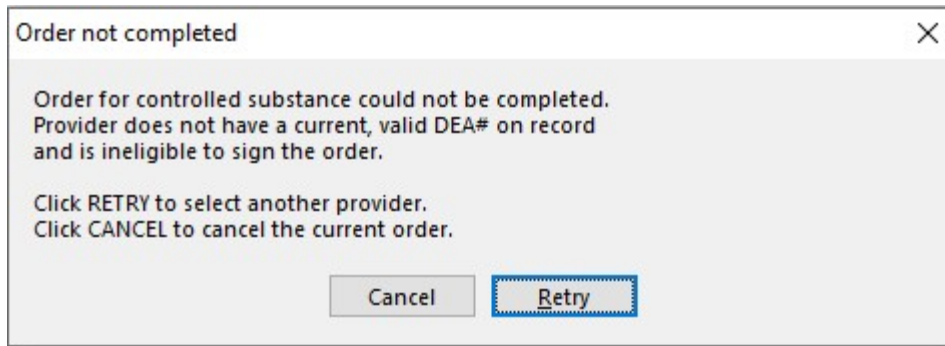 Order not completed
Order for controlled substance could not be completed.
Provider does not have a current, valid DEA# on record
and is ineligible to sign the order.
Click RETRY to select another provider.
Click CANCEL to cancel the current order.
Cancel
Retry